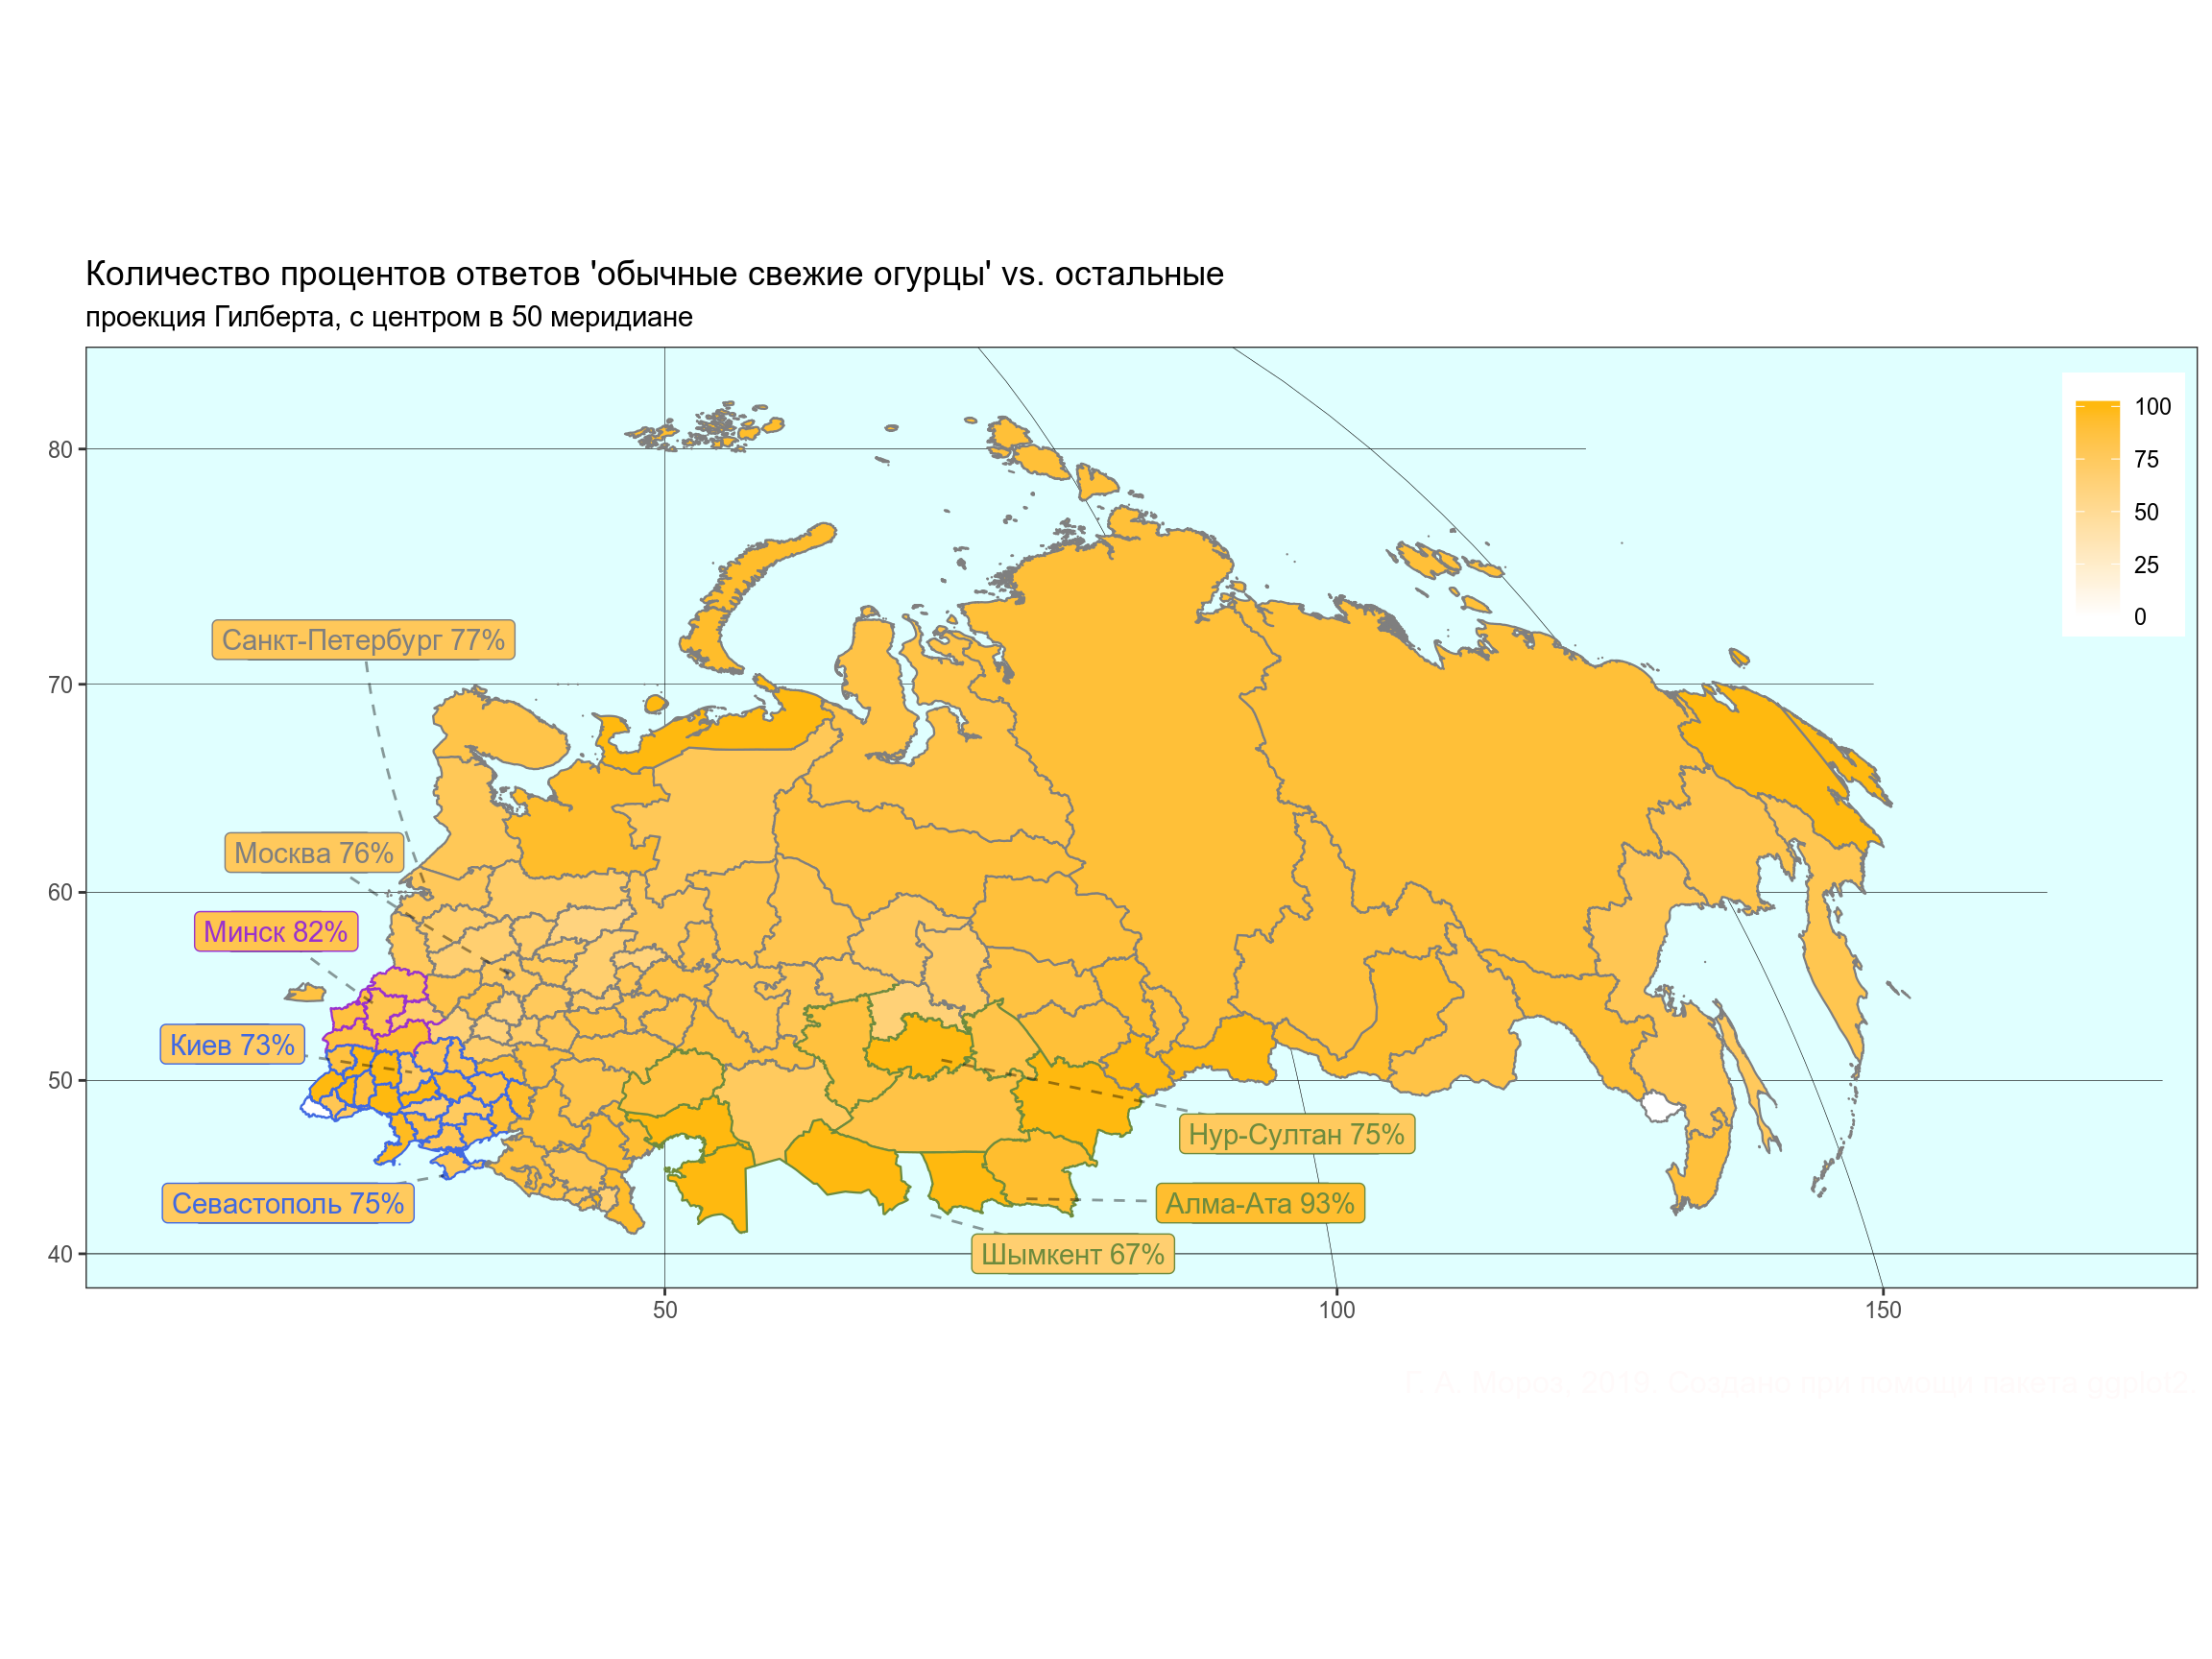 Количество процентов ответов 'обычные свежие огурцы' vs. остальные
проекция Гилберта, с центром в 50 меридиане
100
75
50
25
0
80
70
60
50
40
Санкт-Петербург 77%
Москва 76%
Минск 82%
Киев 73%
Севастополь 75%
Нур-Султан 75%
Алма-Ата 93%
Шымкент 67%
50
100
150
Г. А. Мороз, 2019. Создано при помощи пакета ggplot2.